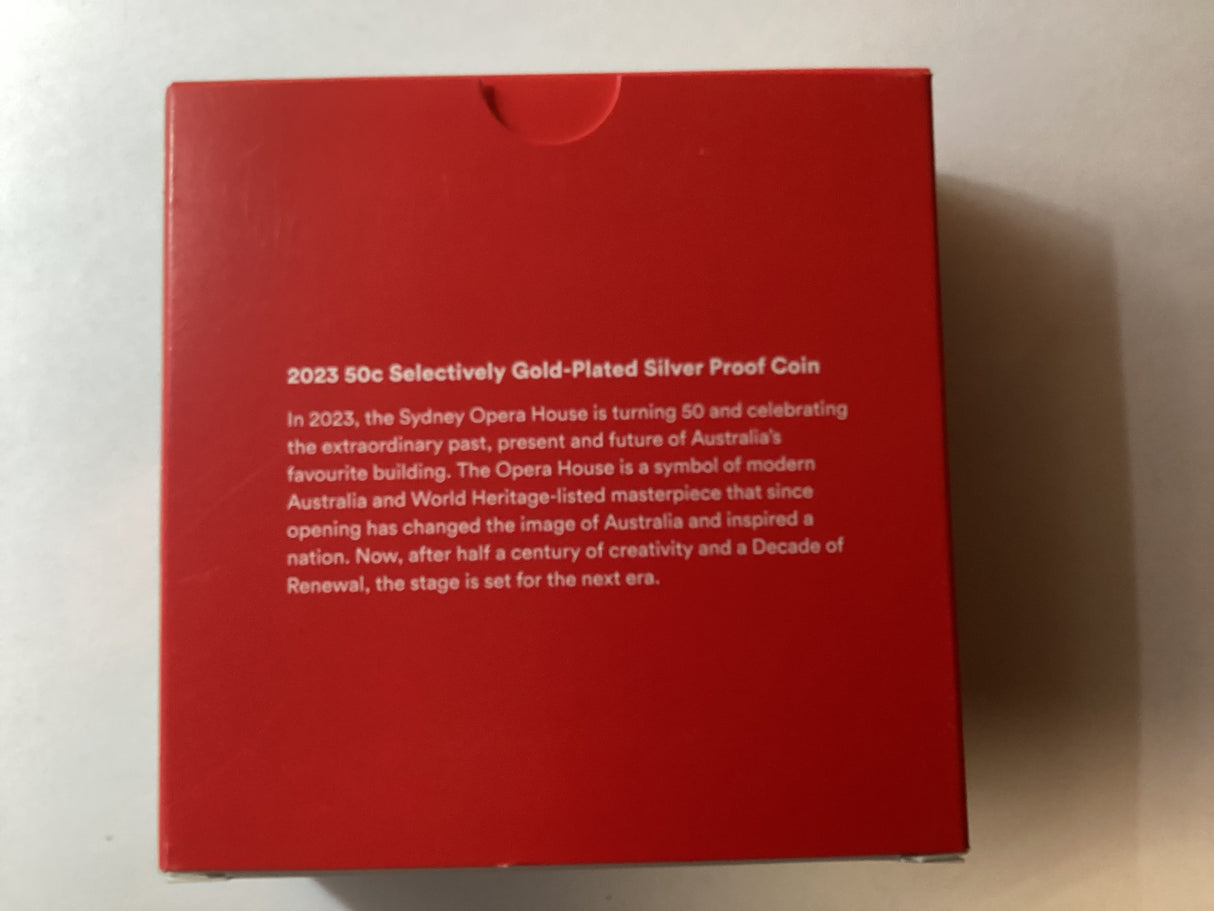 2023 50c Selectively Gold-Plated Silver Proof Coin
In 2023, the Sydney Opera House is turning 50 and celebrating
the extraordinary past, present and future of Australia's
favourite building. The Opera House is a symbol of modern
Australia and World Heritage-listed masterpiece that since
opening has changed the image of Australia and inspired a
nation. Now, after half a century of creativity and a Decade of
Renewal, the stage is set for the next era.